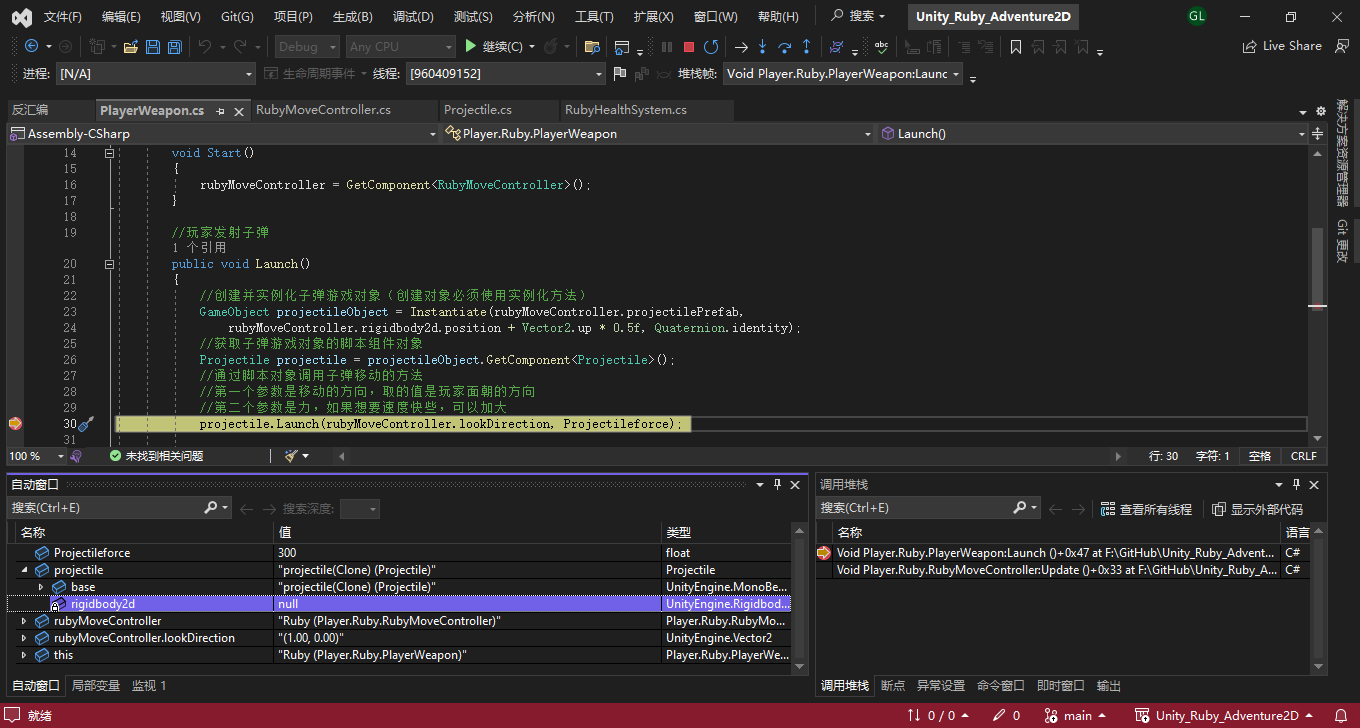 文件(F) 编辑(E) 视图(V) Git(G) 项目(P) 生成(B) 调试(D) 测试(S) 分析(N) 工具(T) 扩展(X) 窗口(W) 帮助(H) 搜索 Unity_Ruby_Adventure2D GL
Debug Any CPU 继续(C) abc Live Share
进程: [N/A] 生命周期事件 线程: [960409152] 堆栈帧: Void Player.Ruby.PlayerWeapon:Launc
反汇编 PlayerWeapon.cs RubyMoveController.cs Projectile.cs RubyHealthSystem.cs
Assembly-CSharp Player.Ruby.PlayerWeapon Launch()
14 void Start()
15 {
16 rubyMoveController = GetComponent<RubyMoveController>();
17 }
18
19 //玩家发射子弹
1 个引用
20 public void Launch()
21 {
22 //创建并实例化子弹游戏对象（创建对象必须使用实例化方法）
23 GameObject projectileObject = Instantiate(rubyMoveController.projectilePrefab,
24 rubyMoveController.rigidbody2d.position + Vector2.up * 0.5f, Quaternion.identity);
25 //获取子弹游戏对象的脚本组件对象
26 Projectile projectile = projectileObject.GetComponent<Projectile>();
27 //通过脚本对象调用子弹移动的方法
28 //第一个参数是移动的方向，取的值是玩家面朝的方向
29 //第二个参数是力，如果想要速度快些，可以加大
30 projectile.Launch(rubyMoveController.lookDirection, Projectileforce);
31
100 % 未找到相关问题 行: 30 字符: 1 空格 CRLF
解决方案资源管理器
Git 更改
自动窗口
搜索(Ctrl+E) 搜索深度:
名称 值 类型
Projectileforce 300 float
projectile "projectile(Clone) (Projectile)" Projectile
base "projectile(Clone) (Projectile)" UnityEngine.MonoBe...
rigidbody2d null UnityEngine.Rigidbod...
rubyMoveController "Ruby (Player.Ruby.RubyMoveController)" Player.Ruby.RubyMo...
rubyMoveController.lookDirection "(1.00, 0.00)" UnityEngine.Vector2
this "Ruby (Player.Ruby.PlayerWeapon)" Player.Ruby.PlayerWe...
自动窗口 局部变量 监视 1
调用堆栈
搜索(Ctrl+E) 查看所有线程 显示外部代码
名称 语言
Void Player.Ruby.PlayerWeapon:Launch ()+0x47 at F:\GitHub\Unity_Ruby_Advent... C#
Void Player.Ruby.RubyMoveController:Update ()+0x33 at F:\GitHub\Unity_Ruby_A... C#
调用堆栈 断点 异常设置 命令窗口 即时窗口 输出
就绪 0 / 0 0 main Unity_Ruby_Adventure2D